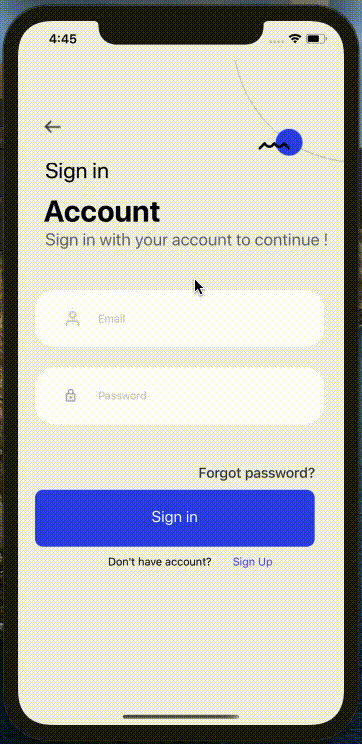 4:45
Sign in
Account
Sign in with your account to continue !
Email
Password
Forgot password?
Sign in
Don't have account? Sign Up